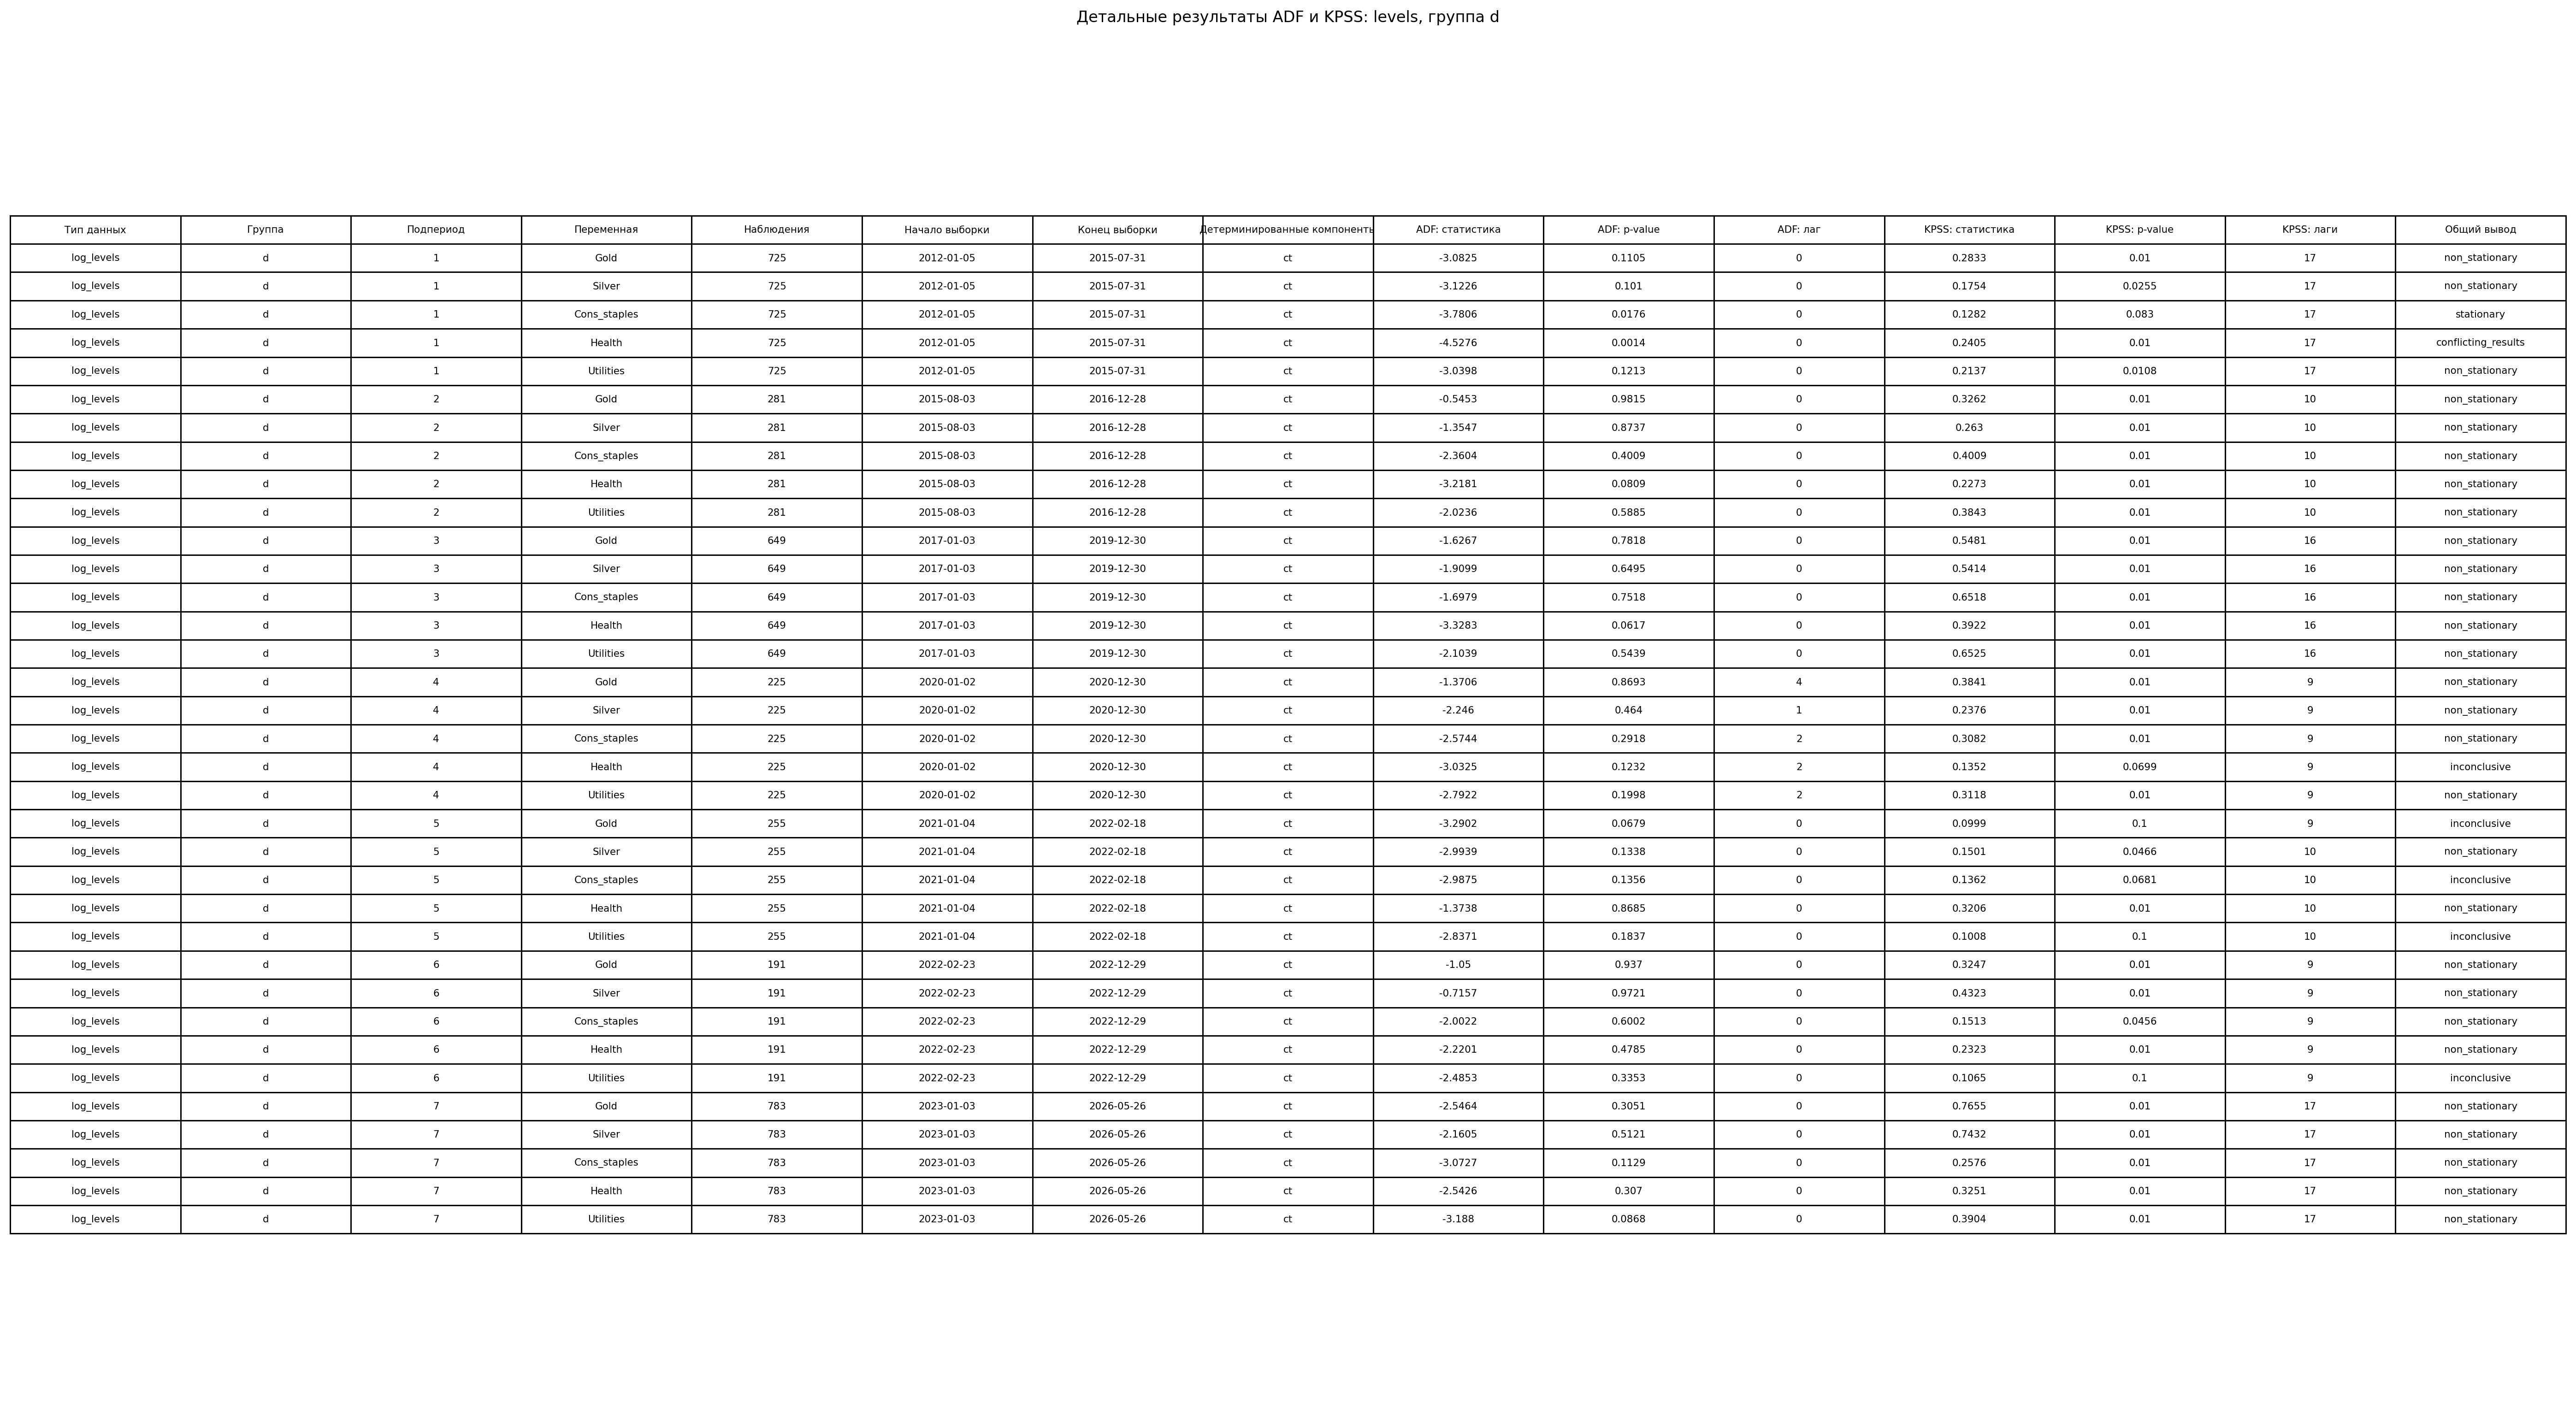 Детальные результаты ADF и KPSS: levels, группа d
Тип данных Группа Подпериод Переменная Наблюдения Начало выборки Конец выборки Детерминированные компоненты ADF: статистика ADF: p-value ADF: лаг KPSS: статистика KPSS: p-value KPSS: лаги Общий вывод
log_levels d 1 Gold 725 2012-01-05 2015-07-31 ct -3.0825 0.1105 0 0.2833 0.01 17 non_stationary
log_levels d 1 Silver 725 2012-01-05 2015-07-31 ct -3.1226 0.101 0 0.1754 0.0255 17 non_stationary
log_levels d 1 Cons_staples 725 2012-01-05 2015-07-31 ct -3.7806 0.0176 0 0.1282 0.083 17 stationary
log_levels d 1 Health 725 2012-01-05 2015-07-31 ct -4.5276 0.0014 0 0.2405 0.01 17 conflicting_results
log_levels d 1 Utilities 725 2012-01-05 2015-07-31 ct -3.0398 0.1213 0 0.2137 0.0108 17 non_stationary
log_levels d 2 Gold 281 2015-08-03 2016-12-28 ct -0.5453 0.9815 0 0.3262 0.01 10 non_stationary
log_levels d 2 Silver 281 2015-08-03 2016-12-28 ct -1.3547 0.8737 0 0.263 0.01 10 non_stationary
log_levels d 2 Cons_staples 281 2015-08-03 2016-12-28 ct -2.3604 0.4009 0 0.4009 0.01 10 non_stationary
log_levels d 2 Health 281 2015-08-03 2016-12-28 ct -3.2181 0.0809 0 0.2273 0.01 10 non_stationary
log_levels d 2 Utilities 281 2015-08-03 2016-12-28 ct -2.0236 0.5885 0 0.3843 0.01 10 non_stationary
log_levels d 3 Gold 649 2017-01-03 2019-12-30 ct -1.6267 0.7818 0 0.5481 0.01 16 non_stationary
log_levels d 3 Silver 649 2017-01-03 2019-12-30 ct -1.9099 0.6495 0 0.5414 0.01 16 non_stationary
log_levels d 3 Cons_staples 649 2017-01-03 2019-12-30 ct -1.6979 0.7518 0 0.6518 0.01 16 non_stationary
log_levels d 3 Health 649 2017-01-03 2019-12-30 ct -3.3283 0.0617 0 0.3922 0.01 16 non_stationary
log_levels d 3 Utilities 649 2017-01-03 2019-12-30 ct -2.1039 0.5439 0 0.6525 0.01 16 non_stationary
log_levels d 4 Gold 225 2020-01-02 2020-12-30 ct -1.3706 0.8693 4 0.3841 0.01 9 non_stationary
log_levels d 4 Silver 225 2020-01-02 2020-12-30 ct -2.246 0.464 1 0.2376 0.01 9 non_stationary
log_levels d 4 Cons_staples 225 2020-01-02 2020-12-30 ct -2.5744 0.2918 2 0.3082 0.01 9 non_stationary
log_levels d 4 Health 225 2020-01-02 2020-12-30 ct -3.0325 0.1232 2 0.1352 0.0699 9 inconclusive
log_levels d 4 Utilities 225 2020-01-02 2020-12-30 ct -2.7922 0.1998 2 0.3118 0.01 9 non_stationary
log_levels d 5 Gold 255 2021-01-04 2022-02-18 ct -3.2902 0.0679 0 0.0999 0.1 9 inconclusive
log_levels d 5 Silver 255 2021-01-04 2022-02-18 ct -2.9939 0.1338 0 0.1501 0.0466 10 non_stationary
log_levels d 5 Cons_staples 255 2021-01-04 2022-02-18 ct -2.9875 0.1356 0 0.1362 0.0681 10 inconclusive
log_levels d 5 Health 255 2021-01-04 2022-02-18 ct -1.3738 0.8685 0 0.3206 0.01 10 non_stationary
log_levels d 5 Utilities 255 2021-01-04 2022-02-18 ct -2.8371 0.1837 0 0.1008 0.1 10 inconclusive
log_levels d 6 Gold 191 2022-02-23 2022-12-29 ct -1.05 0.937 0 0.3247 0.01 9 non_stationary
log_levels d 6 Silver 191 2022-02-23 2022-12-29 ct -0.7157 0.9721 0 0.4323 0.01 9 non_stationary
log_levels d 6 Cons_staples 191 2022-02-23 2022-12-29 ct -2.0022 0.6002 0 0.1513 0.0456 9 non_stationary
log_levels d 6 Health 191 2022-02-23 2022-12-29 ct -2.2201 0.4785 0 0.2323 0.01 9 non_stationary
log_levels d 6 Utilities 191 2022-02-23 2022-12-29 ct -2.4853 0.3353 0 0.1065 0.1 9 inconclusive
log_levels d 7 Gold 783 2023-01-03 2026-05-26 ct -2.5464 0.3051 0 0.7655 0.01 17 non_stationary
log_levels d 7 Silver 783 2023-01-03 2026-05-26 ct -2.1605 0.5121 0 0.7432 0.01 17 non_stationary
log_levels d 7 Cons_staples 783 2023-01-03 2026-05-26 ct -3.0727 0.1129 0 0.2576 0.01 17 non_stationary
log_levels d 7 Health 783 2023-01-03 2026-05-26 ct -2.5426 0.307 0 0.3251 0.01 17 non_stationary
log_levels d 7 Utilities 783 2023-01-03 2026-05-26 ct -3.188 0.0868 0 0.3904 0.01 17 non_stationary